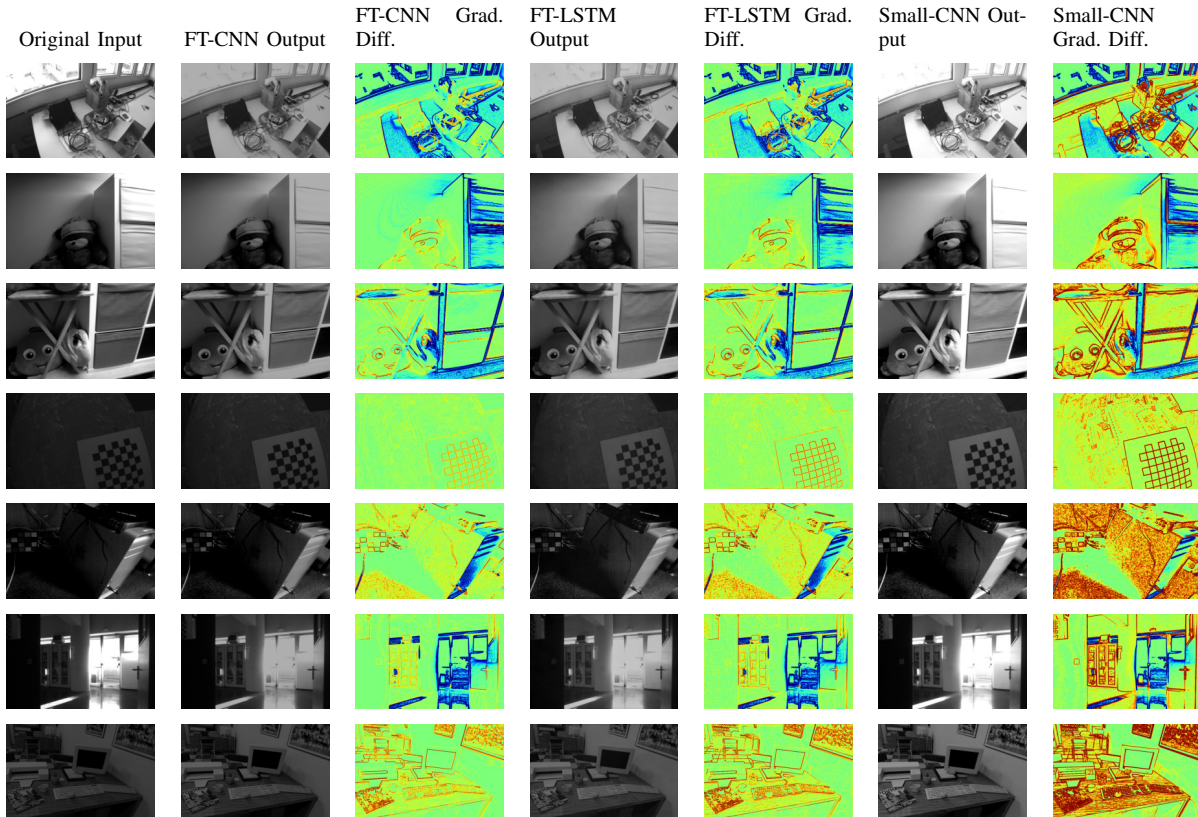 Original Input
FT-CNN Output
FT-CNN Grad.
Diff.
FT-LSTM
Output
FT-LSTM Grad.
Diff.
Small-CNN Out-
put
Small-CNN
Grad. Diff.